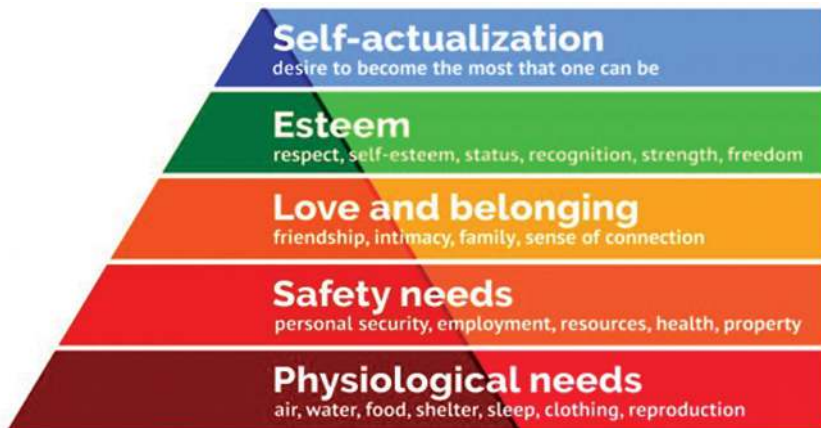 Self-actualization
desire to become the most that one can be
Esteem
respect, self-esteem, status, recognition, strength, freedom
Love and belonging
friendship, intimacy, family, sense of connection
Safety needs
personal security, employment, resources, health, property
Physiological needs
air, water, food, shelter, sleep, clothing, reproduction